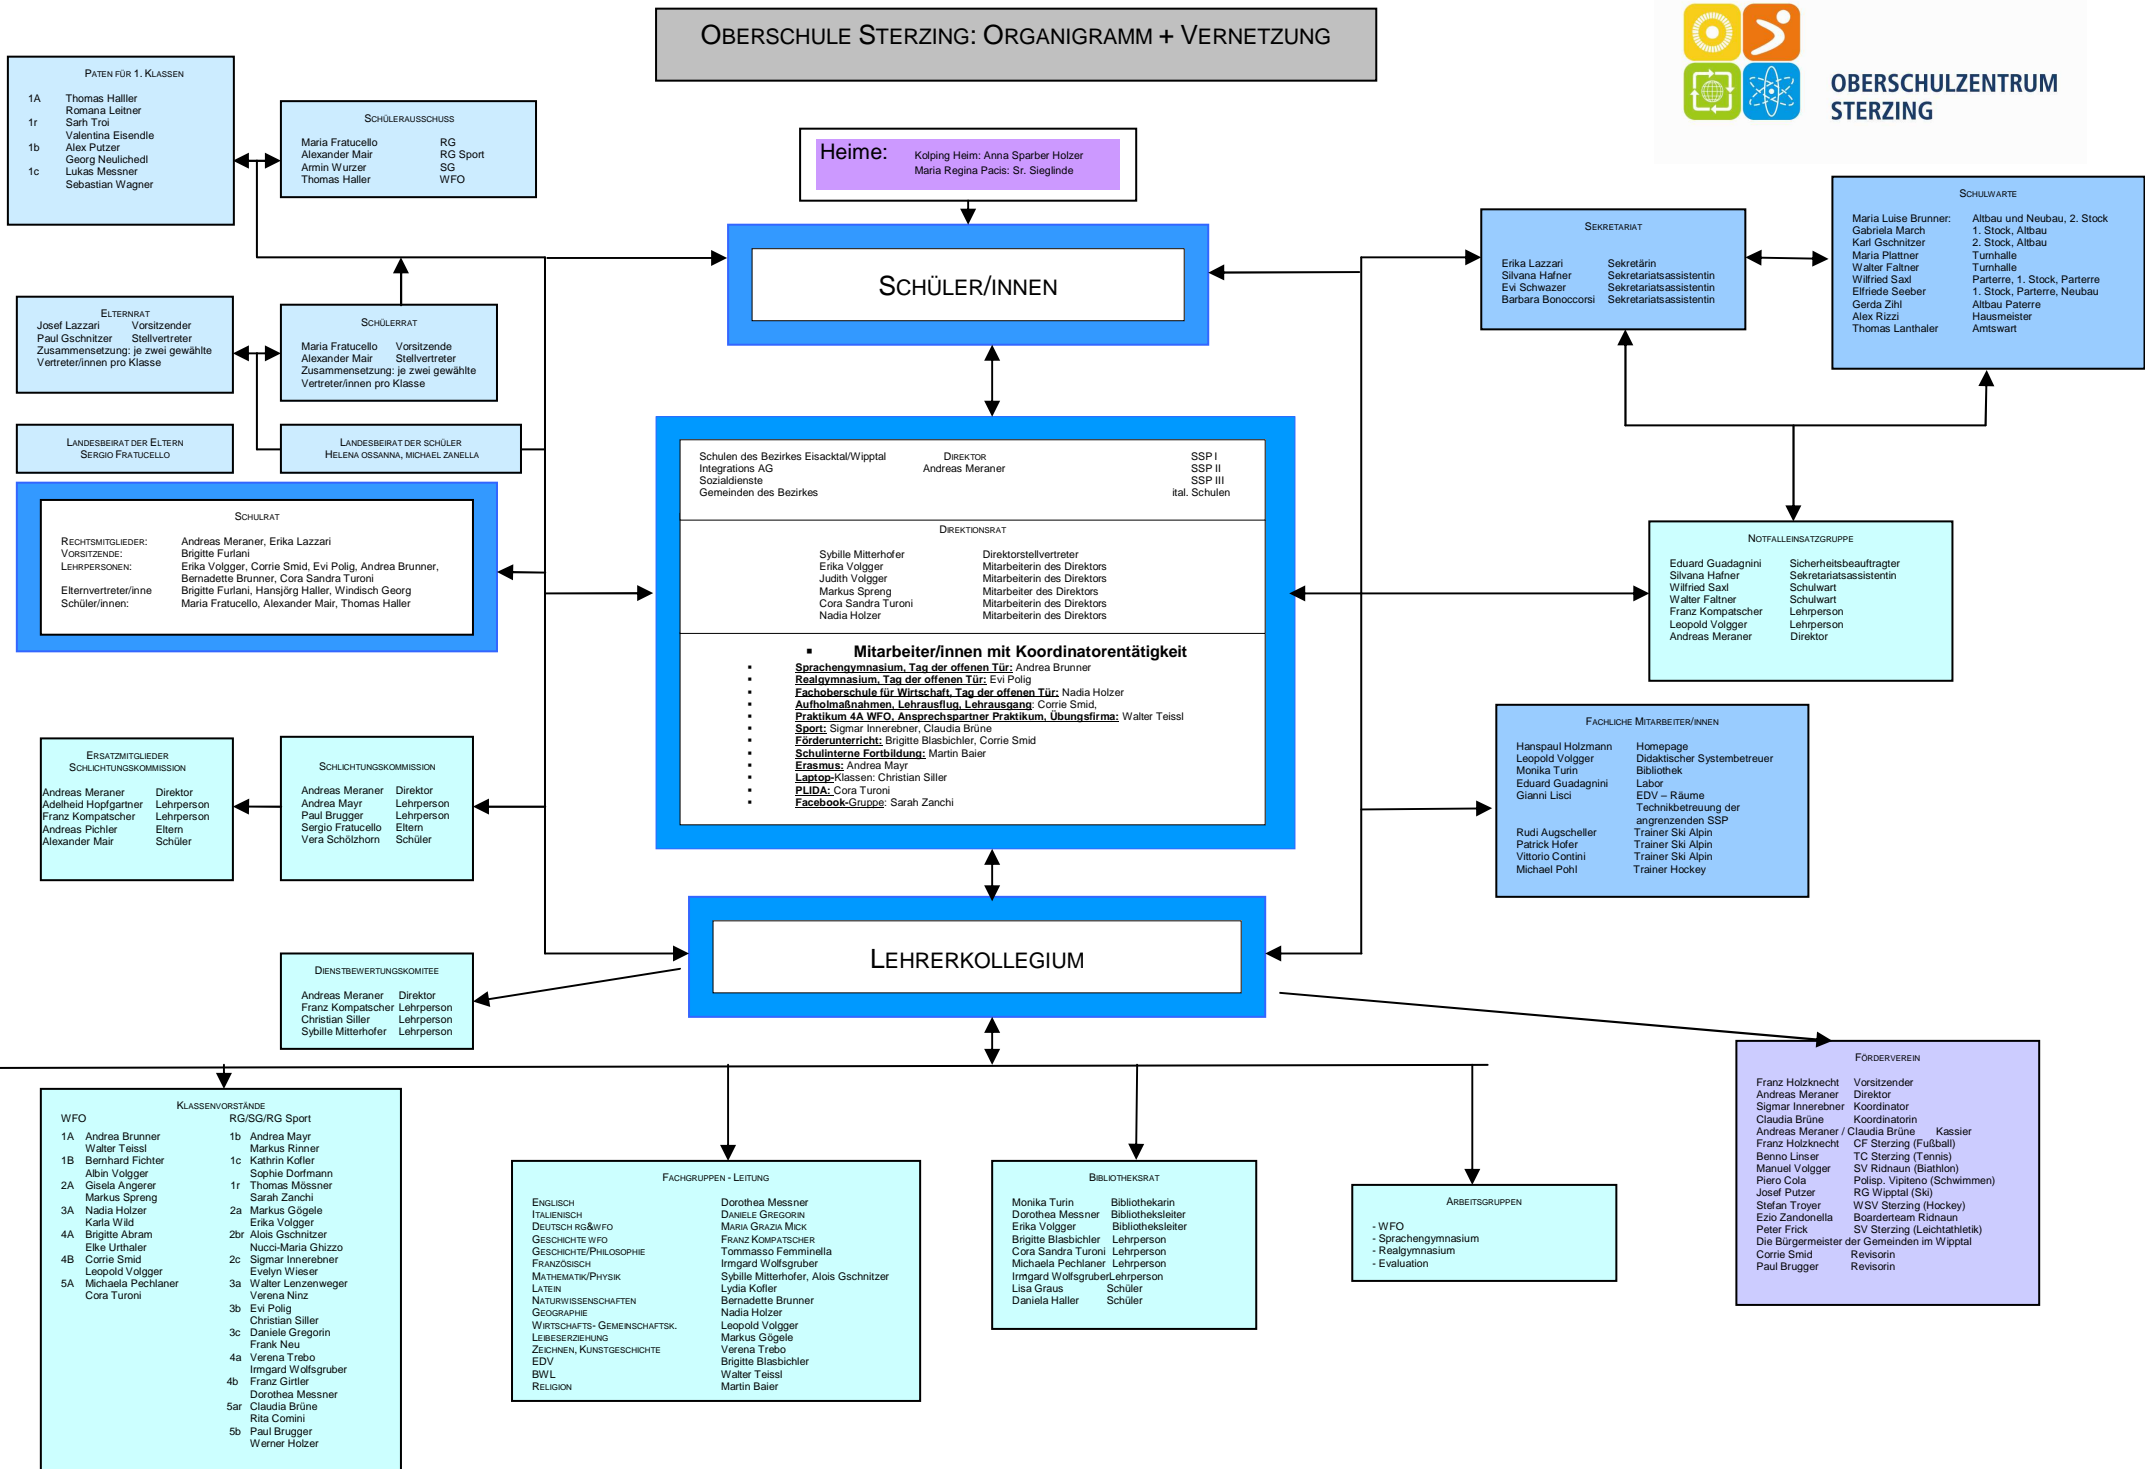 OBERSCHULE STERZING: ORGANIGRAMM + VERNETZUNG
OBERSCHULZENTRUM
STERZING
PATEN FÜR 1. KLASSEN
1A Thomas Halller
Romana Leitner
1r Sarh Troi
Valentina Eisendle
1b Alex Putzer
Georg Neulichedl
1c Lukas Messner
Sebastian Wagner
SCHÜLERAUSSCHUSS
Maria Fratucello RG
Alexander Mair RG Sport
Armin Wurzer SG
Thomas Haller WFO
Heime: Kolping Heim: Anna Sparber Holzer
Maria Regina Pacis: Sr. Sieglinde
SCHÜLER/INNEN
SEKRETARIAT
Erika Lazzari Sekretärin
Silvana Hafner Sekretariatsassistentin
Evi Schwazer Sekretariatsassistentin
Barbara Bonoccorsi Sekretariatsassistentin
SCHULWARTE
Maria Luise Brunner: Altbau und Neubau, 2. Stock
Gabriela March 1. Stock, Altbau
Karl Gschnitzer 2. Stock, Altbau
Maria Plattner Turnhalle
Walter Faltner Turnhalle
Wilfried Saxl Parterre, 1. Stock, Parterre
Elfriede Seeber 1. Stock, Parterre, Neubau
Gerda Zihl Altbau Paterre
Alex Rizzi Hausmeister
Thomas Lanthaler Amtswart
ELTERNRAT
Josef Lazzari Vorsitzender
Paul Gschnitzer Stellvertreter
Zusammensetzung: je zwei gewählte
Vertreter/innen pro Klasse
SCHÜLERRAT
Maria Fratucello Vorsitzende
Alexander Mair Stellvertreter
Zusammensetzung: je zwei gewählte
Vertreter/innen pro Klasse
LANDESBEIRAT DER ELTERN
SERGIO FRATUCELLO
LANDESBEIRAT DER SCHÜLER
HELENA OSSANNA, MICHAEL ZANELLA
SCHULRAT
RECHTSMITGLIEDER: Andreas Meraner, Erika Lazzari
VORSITZENDE: Brigitte Furlani
LEHRPERSONEN: Erika Volgger, Corrie Smid, Evi Polig, Andrea Brunner,
Bernadette Brunner, Cora Sandra Turoni
Elternvertreter/inne Brigitte Furlani, Hansjörg Haller, Windisch Georg
Schüler/innen: Maria Fratucello, Alexander Mair, Thomas Haller
Schulen des Bezirkes Eisacktal/Wipptal DIREKTOR SSP I
Integrations AG Andreas Meraner SSP II
Sozialdienste SSP III
Gemeinden des Bezirkes ital. Schulen
DIREKTIONSRAT
Sybille Mitterhofer Direktorstellvertreter
Erika Volgger Mitarbeiterin des Direktors
Judith Volgger Mitarbeiterin des Direktors
Markus Spreng Mitarbeiter des Direktors
Cora Sandra Turoni Mitarbeiterin des Direktors
Nadia Holzer Mitarbeiterin des Direktors
▪ Mitarbeiter/innen mit Koordinatorentätigkeit
▪ Sprachengymnasium, Tag der offenen Tür: Andrea Brunner
▪ Realgymnasium, Tag der offenen Tür: Evi Polig
▪ Fachoberschule für Wirtschaft, Tag der offenen Tür: Nadia Holzer
▪ Aufholmaßnahmen, Lehrausflug, Lehrausgang: Corrie Smid,
▪ Praktikum 4A WFO, Ansprechspartner Praktikum, Übungsfirma: Walter Teissl
▪ Sport: Sigmar Innerebner, Claudia Brüne
▪ Förderunterricht: Brigitte Blasbichler, Corrie Smid
▪ Schulinterne Fortbildung: Martin Baier
▪ Erasmus: Andrea Mayr
▪ Laptop-Klassen: Christian Siller
▪ PLIDA: Cora Turoni
▪ Facebook-Gruppe: Sarah Zanchi
NOTFALLEINSATZGRUPPE
Eduard Guadagnini Sicherheitsbeauftragter
Silvana Hafner Sekretariatsassistentin
Wilfried Saxl Schulwart
Walter Faltner Schulwart
Franz Kompatscher Lehrperson
Leopold Volgger Lehrperson
Andreas Meraner Direktor
FACHLICHE MITARBEITER/INNEN
Hanspaul Holzmann Homepage
Leopold Volgger Didaktischer Systembetreuer
Monika Turin Bibliothek
Eduard Guadagnini Labor
Gianni Lisci EDV – Räume
Technikbetreuung der
angrenzenden SSP
Rudi Augscheller Trainer Ski Alpin
Patrick Hofer Trainer Ski Alpin
Vittorio Contini Trainer Ski Alpin
Michael Pohl Trainer Hockey
ERSATZMITGLIEDER
SCHLICHTUNGSKOMMISSION
Andreas Meraner Direktor
Adelheid Hopfgartner Lehrperson
Franz Kompatscher Lehrperson
Andreas Pichler Eltern
Alexander Mair Schüler
SCHLICHTUNGSKOMMISSION
Andreas Meraner Direktor
Andrea Mayr Lehrperson
Paul Brugger Lehrperson
Sergio Fratucello Eltern
Vera Schölzhorn Schüler
LEHRERKOLLEGIUM
DIENSTBEWERTUNGSKOMITEE
Andreas Meraner Direktor
Franz Kompatscher Lehrperson
Christian Siller Lehrperson
Sybille Mitterhofer Lehrperson
KLASSENVORSTÄNDE
WFO RG/SG/RG Sport
1A Andrea Brunner 1b Andrea Mayr
Walter Teissl Markus Rinner
1B Bernhard Fichter 1c Kathrin Kofler
Albin Volgger Sophie Dorfmann
2A Gisela Angerer 1r Thomas Mössner
Markus Spreng Sarah Zanchi
3A Nadia Holzer 2a Markus Gögele
Karla Wild Erika Volgger
4A Brigitte Abram 2br Alois Gschnitzer
Elke Urthaler Nucci-Maria Ghizzo
4B Corrie Smid 2c Sigmar Innerebner
Leopold Volgger Evelyn Wieser
5A Michaela Pechlaner 3a Walter Lenzenweger
Cora Turoni Verena Ninz
3b Evi Polig
Christian Siller
3c Daniele Gregorin
Frank Neu
4a Verena Trebo
Irmgard Wolfsgruber
4b Franz Girtler
Dorothea Messner
5ar Claudia Brüne
Rita Comini
5b Paul Brugger
Werner Holzer
FACHGRUPPEN - LEITUNG
ENGLISCH Dorothea Messner
ITALIENISCH DANIELE GREGORIN
DEUTSCH RG&WFO MARIA GRAZIA MICK
GESCHICHTE WFO FRANZ KOMPATSCHER
GESCHICHTE/PHILOSOPHIE Tommasso Femminella
FRANZÖSISCH Irmgard Wolfsgruber
MATHEMATIK/PHYSIK Sybille Mitterhofer, Alois Gschnitzer
LATEIN Lydia Kofler
NATURWISSENSCHAFTEN Bernadette Brunner
GEOGRAPHIE Nadia Holzer
WIRTSCHAFTS- GEMEINSCHAFTSK. Leopold Volgger
LEIBESERZIEHUNG Markus Gögele
ZEICHNEN, KUNSTGESCHICHTE Verena Trebo
EDV Brigitte Blasbichler
BWL Walter Teissl
RELIGION Martin Baier
BIBLIOTHEKSRAT
Monika Turin Bibliothekarin
Dorothea Messner Bibliotheksleiter
Erika Volgger Bibliotheksleiter
Brigitte Blasbichler Lehrperson
Cora Sandra Turoni Lehrperson
Michaela Pechlaner Lehrperson
Irmgard WolfsgruberLehrperson
Lisa Graus Schüler
Daniela Haller Schüler
ARBEITSGRUPPEN
- WFO
- Sprachengymnasium
- Realgymnasium
- Evaluation
FÖRDERVEREIN
Franz Holzknecht Vorsitzender
Andreas Meraner Direktor
Sigmar Innerebner Koordinator
Claudia Brüne Koordinatorin
Andreas Meraner / Claudia Brüne Kassier
Franz Holzknecht CF Sterzing (Fußball)
Benno Linser TC Sterzing (Tennis)
Manuel Volgger SV Ridnaun (Biathlon)
Piero Cola Polisp. Vipiteno (Schwimmen)
Josef Putzer RG Wipptal (Ski)
Stefan Troyer WSV Sterzing (Hockey)
Ezio Zandonella Boarderteam Ridnaun
Peter Frick SV Sterzing (Leichtathletik)
Die Bürgermeister der Gemeinden im Wipptal
Corrie Smid Revisorin
Paul Brugger Revisorin